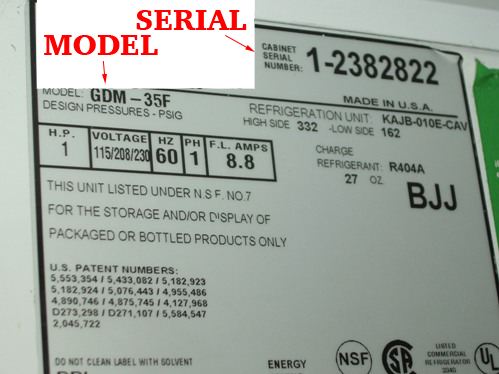 SERIAL
MODEL
CABINET
SERIAL
NUMBER: 1-2382822
MADE IN U.S.A.
MODEL: GDM-35F
DESIGN PRESSURES - PSIG
REFRIGERATION UNIT: KAJB-010E-CAV
HIGH SIDE 332 -LOW SIDE 162
H.P. VOLTAGE HZ PH F.L. AMPS
1 115/208/230 60 1 8.8
CHARGE
REFRIGERANT: R404A
27 OZ.
BJJ
THIS UNIT LISTED UNDER N.S.F. NO.7
FOR THE STORAGE AND/OR DISPLAY OF
PACKAGED OR BOTTLED PRODUCTS ONLY
U.S. PATENT NUMBERS:
5,553,354 / 5,433,082 / 5,182,923
5,182,924 / 5,076,443 / 4,955,486
4,890,746 / 4,875,745 / 4,127,968
D273,298 / D271,107 / 5,584,547
2,045,722
DO NOT CLEAN LABEL WITH SOLVENT
ENERGY
NSF
SA
LISTED
COMMERCIAL
REFRIGERATOR
UL